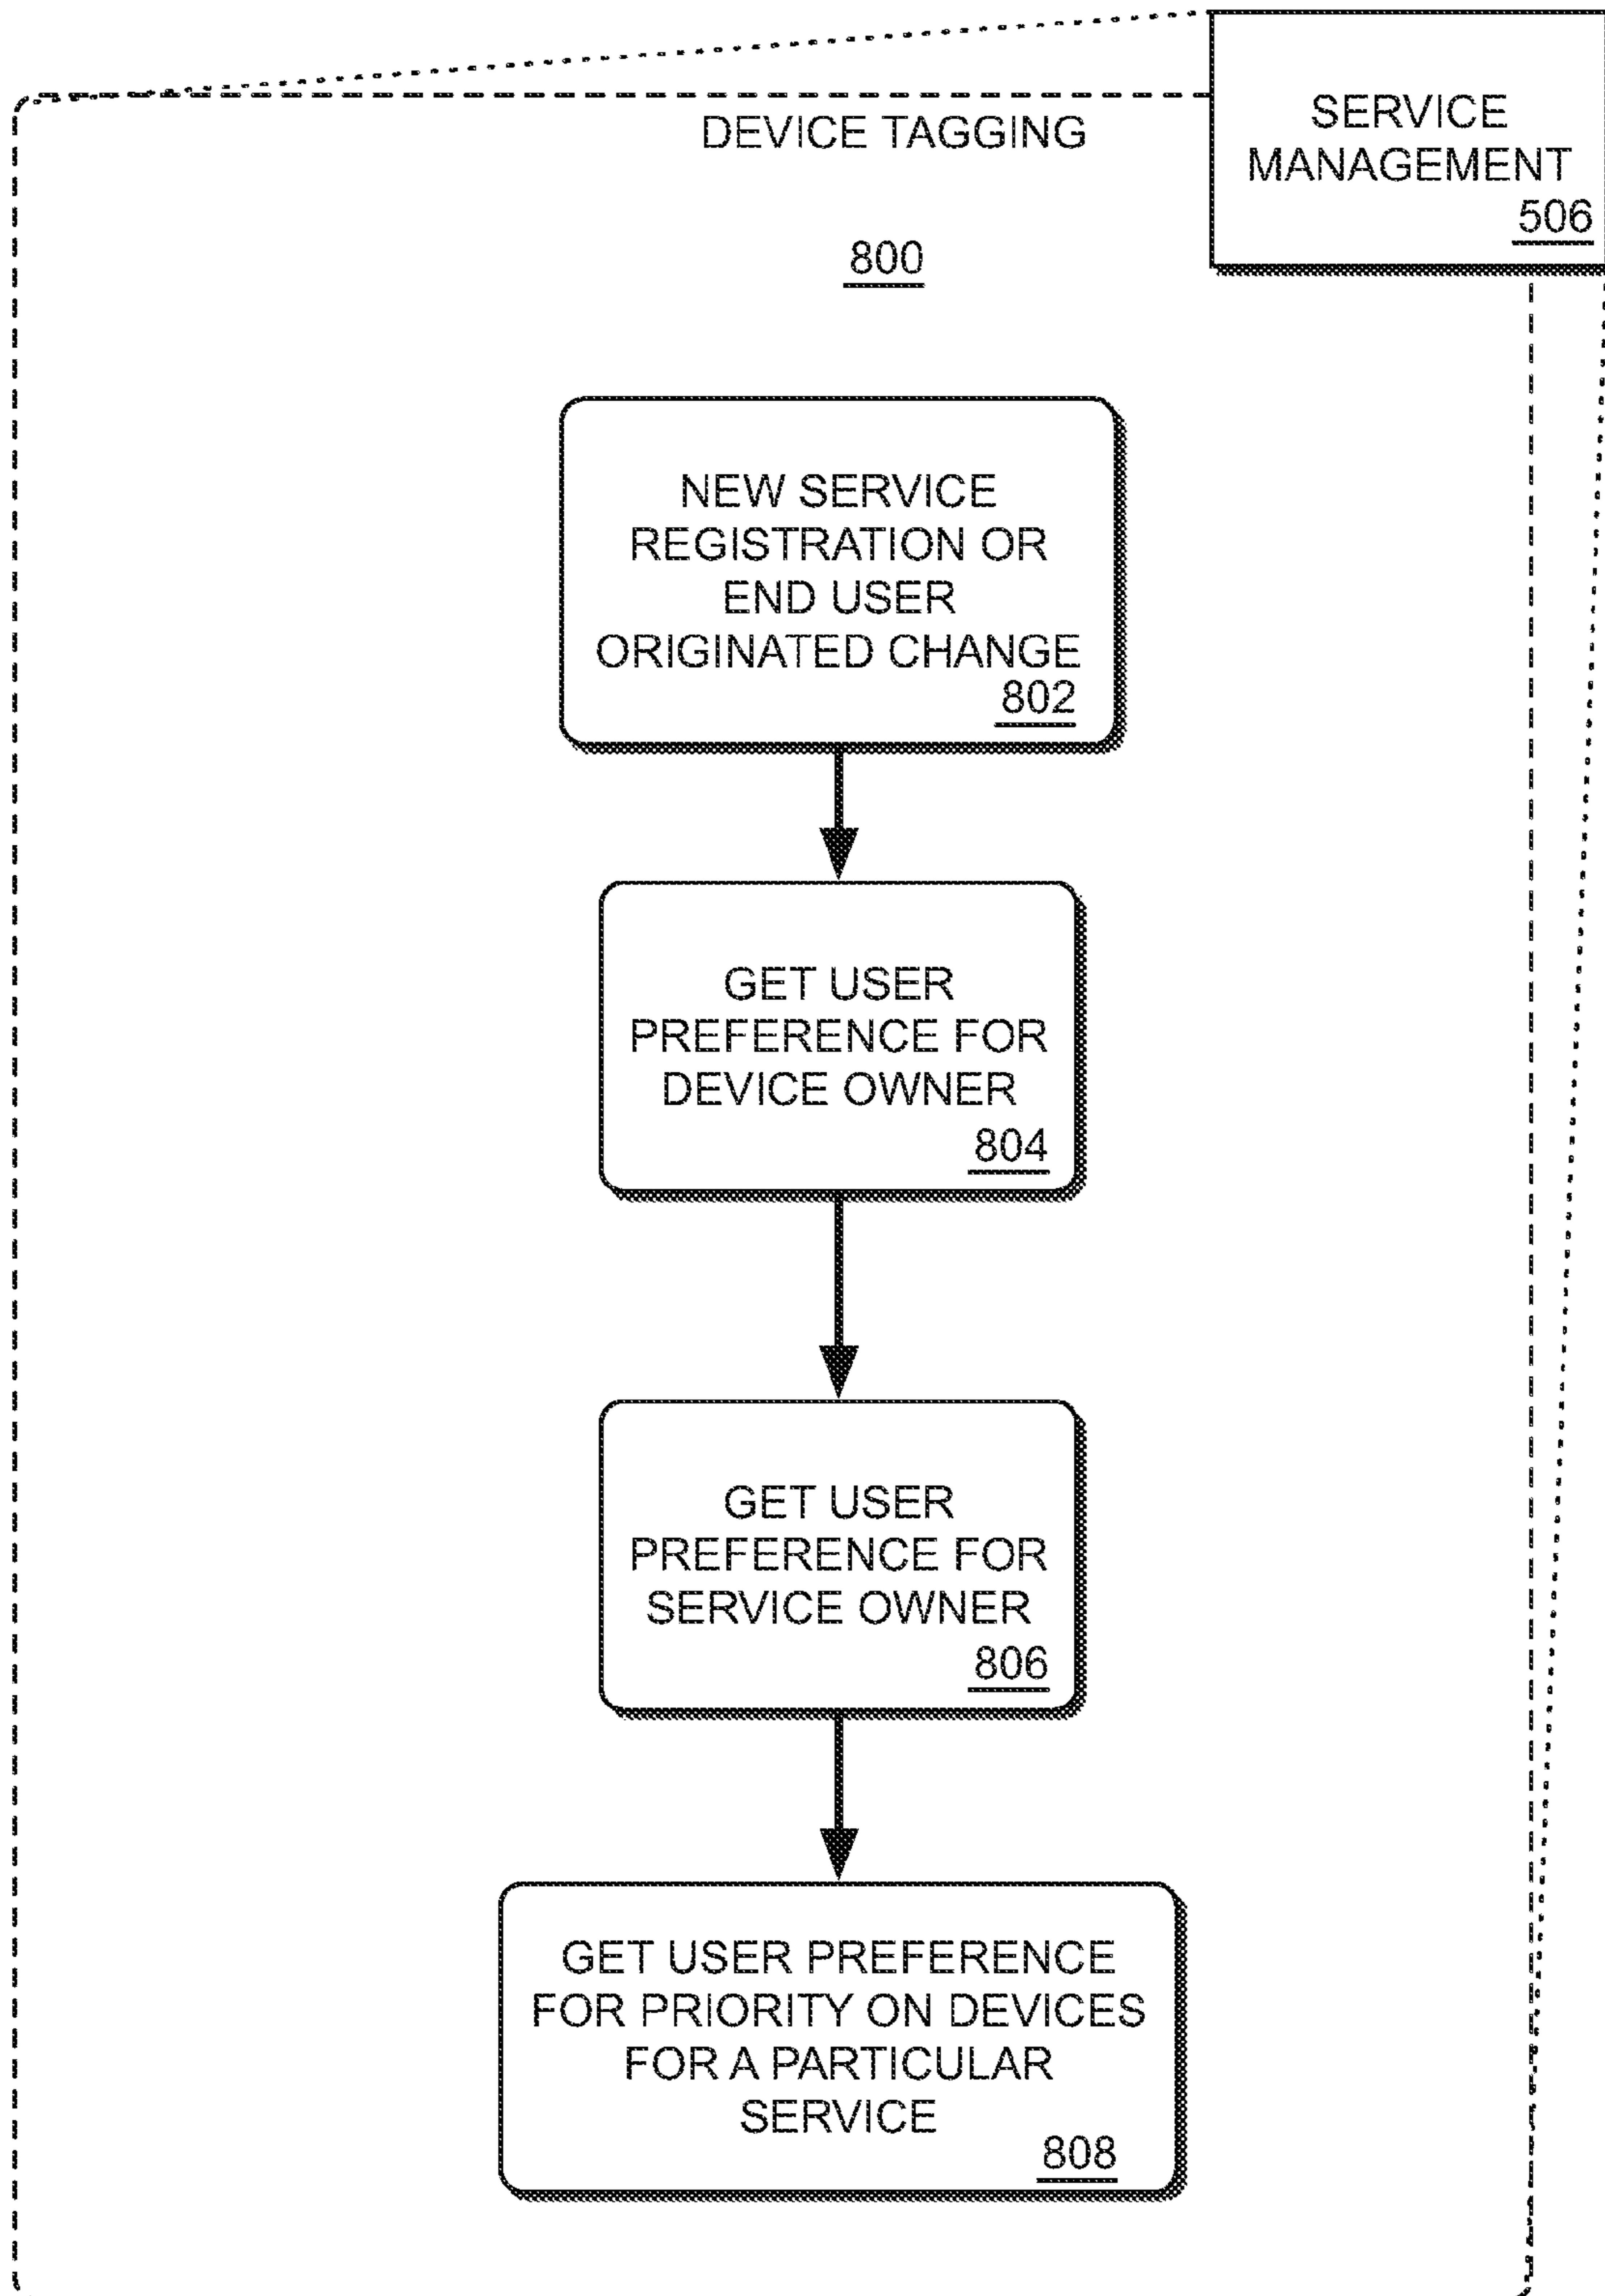 DEVICE TAGGING
800
SERVICE
MANAGEMENT
506
NEW SERVICE
REGISTRATION OR
END USER
ORIGINATED CHANGE
802
GET USER
PREFERENCE FOR
DEVICE OWNER
804
GET USER
PREFERENCE FOR
SERVICE OWNER
806
GET USER PREFERENCE
FOR PRIORITY ON DEVICES
FOR A PARTICULAR
SERVICE
808